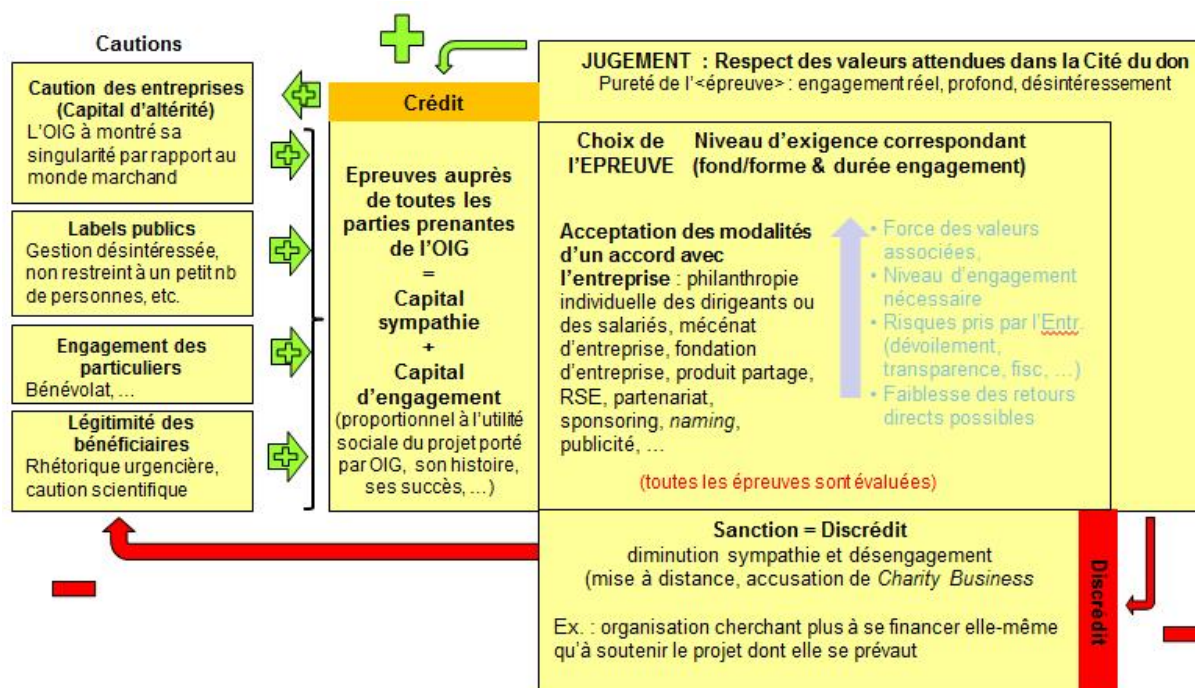 Cautions
Caution des entreprises
(Capital d'altérité)
L'OIG à montré sa
singularité par rapport au
monde marchand
Labels publics
Gestion désintéressée,
non restreint à un petit nb
de personnes, etc.
Engagement des
particuliers
Bénévolat, ...
Légitimité des
bénéficiaires
Rhétorique urgencière,
caution scientifique
Crédit
Epreuves auprès
de toutes les
parties prenantes
de l'OIG
=
Capital
sympathie
+
Capital
d'engagement
(proportionnel à l'utilité
sociale du projet porté
par OIG, son histoire,
ses succès, ...)
JUGEMENT : Respect des valeurs attendues dans la Cité du don
Pureté de l'<épreuve> : engagement réel, profond, désintéressement
Choix de Niveau d'exigence correspondant
l'EPREUVE (fond/forme & durée engagement)
Acceptation des modalités
d'un accord avec
l'entreprise : philanthropie
individuelle des dirigeants ou
des salariés, mécénat
d'entreprise, fondation
d'entreprise, produit partage,
RSE, partenariat,
sponsoring, naming,
publicité, ...
• Force des valeurs
associées,
• Niveau d'engagement
nécessaire
• Risques pris par l'Entr.
(dévoilement,
transparence, fisc, ...)
• Faiblesse des retours
directs possibles
(toutes les épreuves sont évaluées)
Sanction = Discrédit
diminution sympathie et désengagement
(mise à distance, accusation de Charity Business
Ex. : organisation cherchant plus à se financer elle-même
qu'à soutenir le projet dont elle se prévaut
Discrédit